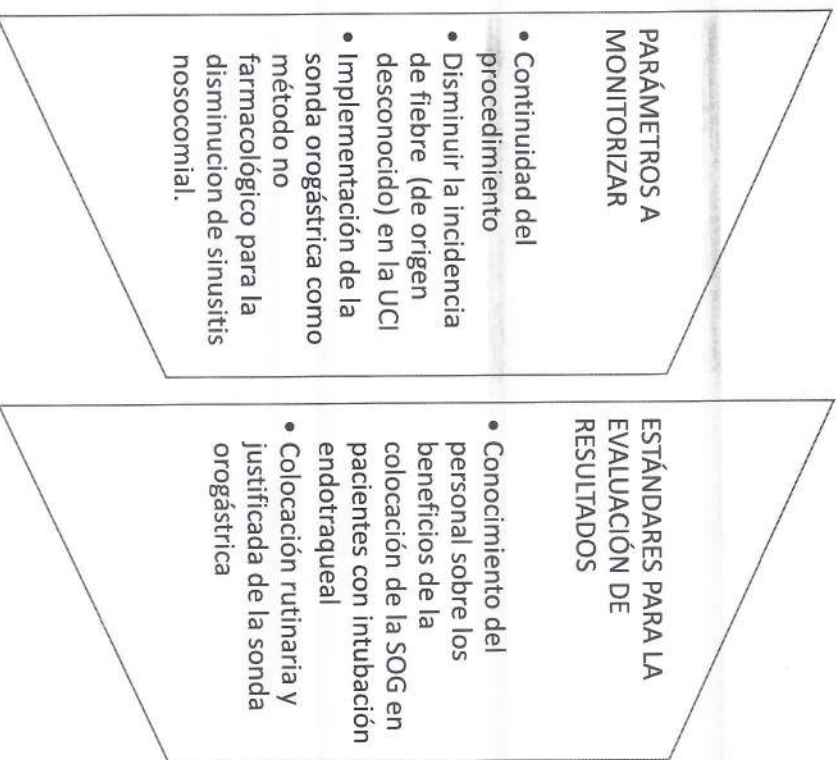 PARÁMETROS A
MONITORIZAR
• Continuidad del
procedimiento
• Disminuir la incidencia
de fiebre (de origen
desconocido) en la UCI
• Implementación de la
sonda orogástrica como
método no
farmacológico para la
disminucion de sinusitis
nosocomial.
ESTÁNDARES PARA LA
EVALUACIÓN DE
RESULTADOS
• Conocimiento del
personal sobre los
beneficios de la
colocación de la SOG en
pacientes con intubación
endotraqueal
• Colocación rutinaria y
justificada de la sonda
orogástrica